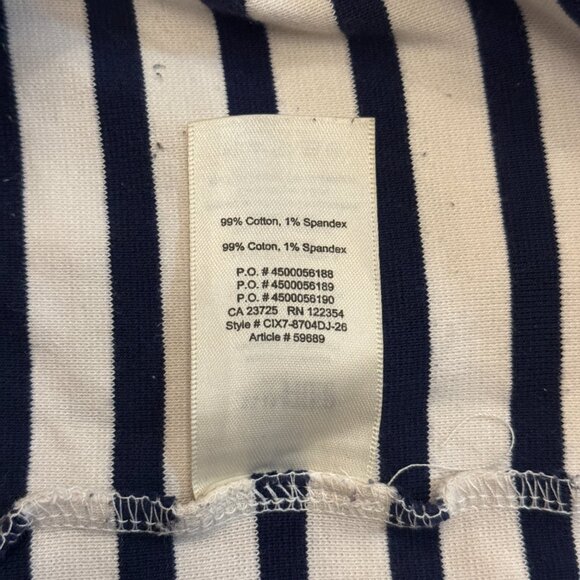 99% Cotton, 1% Spandex
99% Coton, 1% Spandex
P.O. # 4500056188
P.O. # 4500056189
P.O. # 4500056190
CA 23725 RN 122354
Style # CIX7-8704DJ-26
Article # 59689